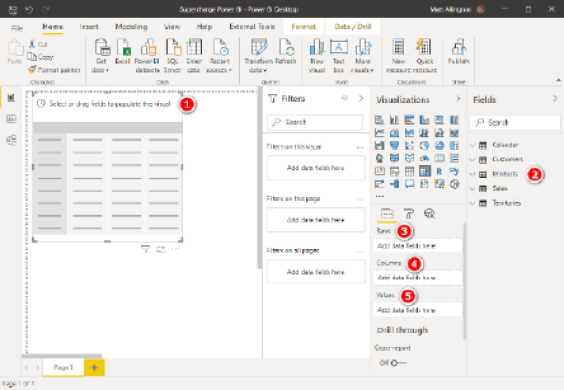 Supercharge Power BI - Power BI Desktop
Matt Allington
File Home Insert Modeling View Help External Tools Format Data / Drill
Paste
Cut
Copy
Format painter
Get data
Excel
Power BI datasets
SQL Server
Enter data
Recent sources
Transform data
Refresh
New visual
Text box
More visuals
New measure
Quick measure
Publish
Clipboard
Data
Queries
Insert
Calculations
Share
Select or drag fields to populate this visual
1
Filters
Search
Filters on this visual
Add data fields here
Filters on this page
Add data fields here
Filters on all pages
Add data fields here
Visualizations
R Py
Rows 3
Add data fields here
Columns 4
Add data fields here
Values 5
Add data fields here
Drill through
Cross-report
Off
Fields
Search
Calendar
Customers
Products 2
Sales
Territories
Page 1
Page 1 of 1